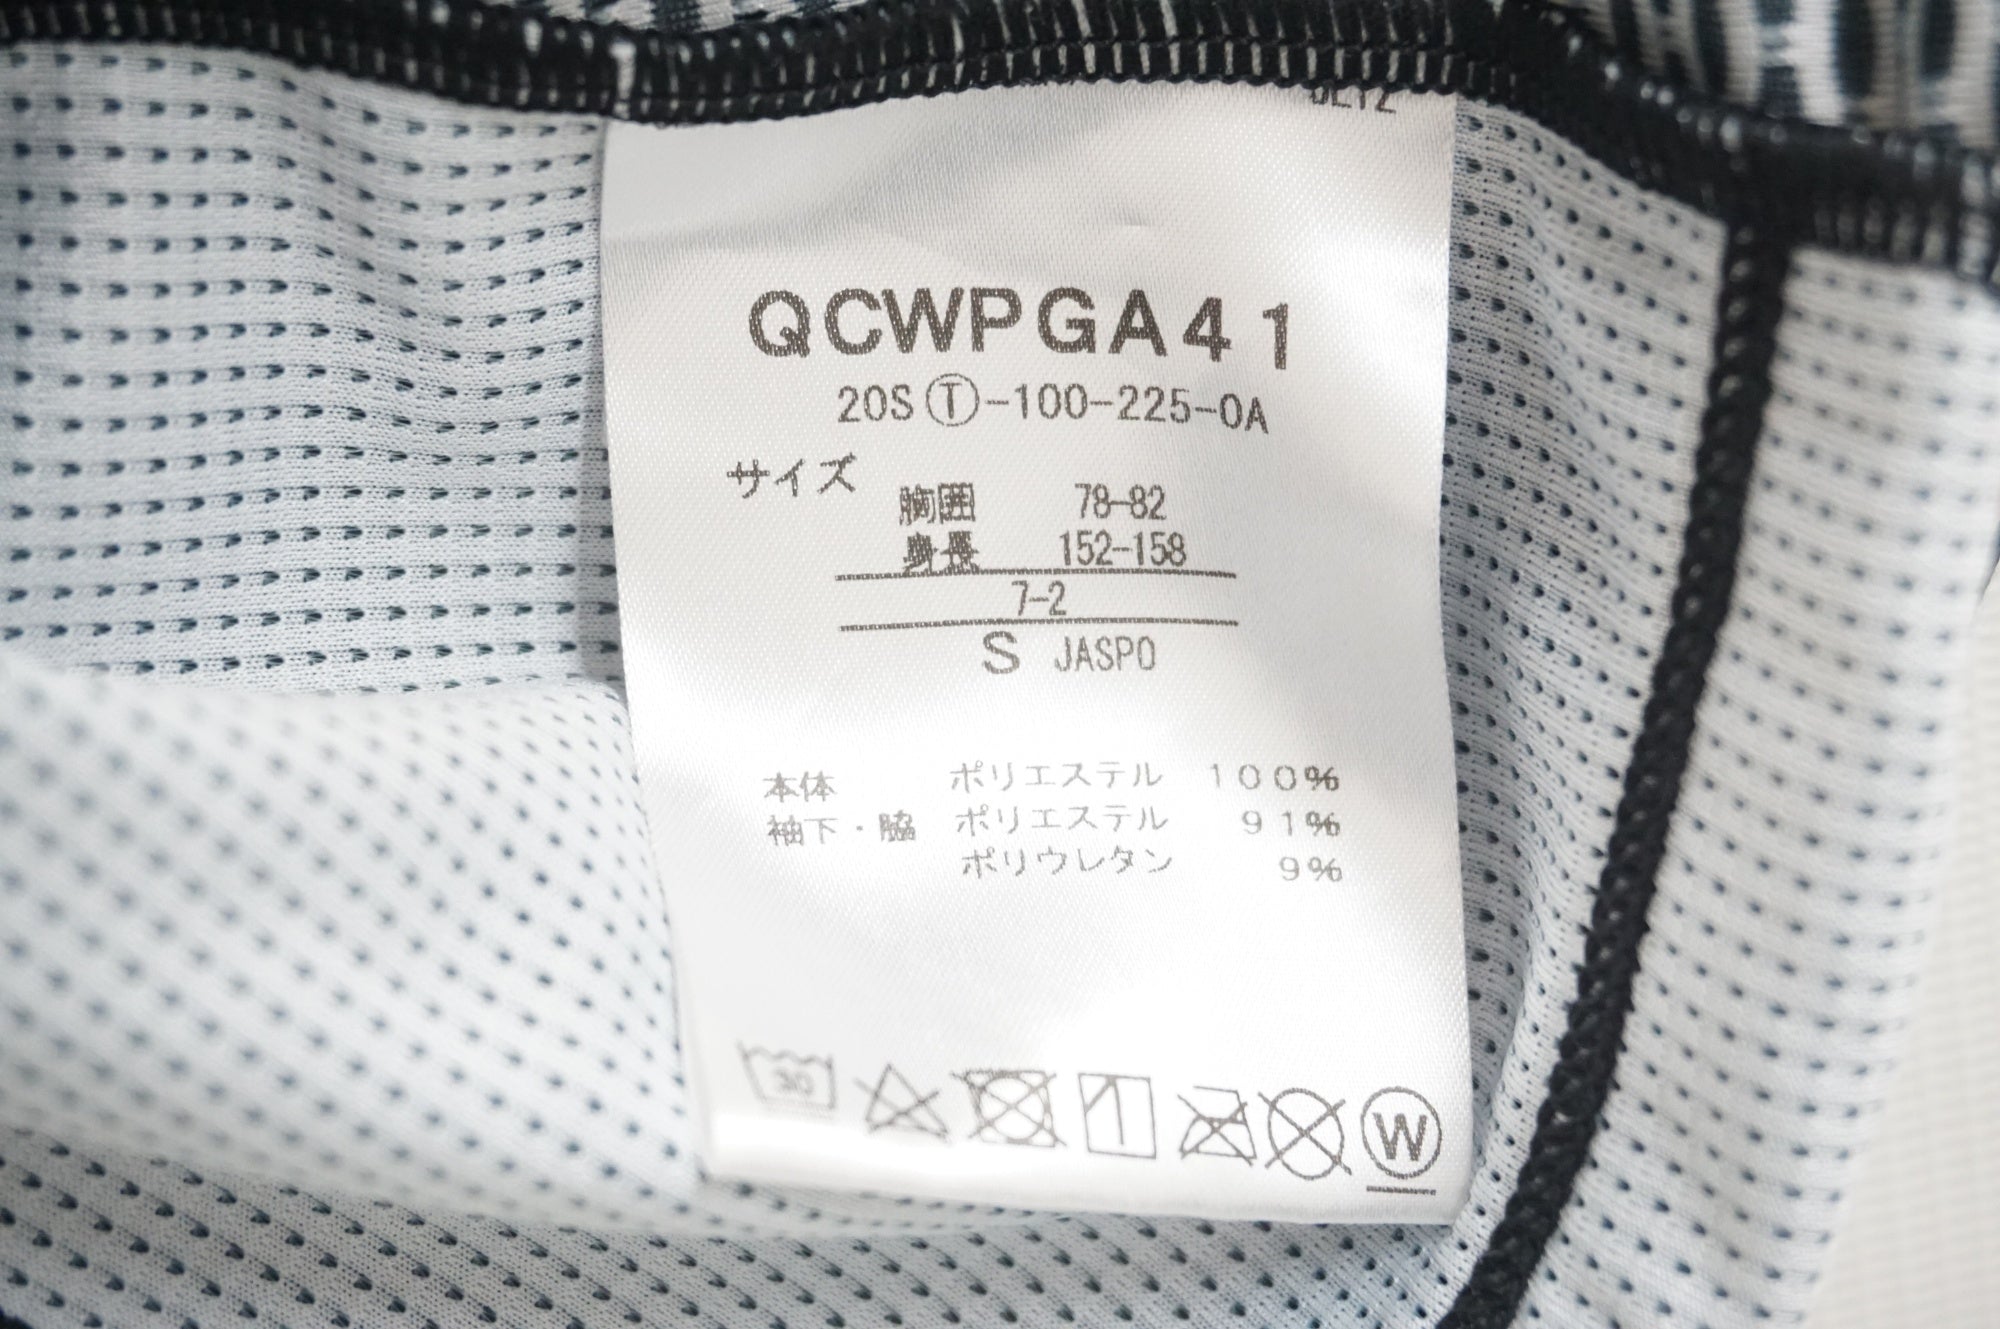 QCWPGA41
20SⓉ-100-225-0A
サイズ
胸囲 78-82
身長 152-158
7-2
S JASPO
本体 ポリエステル 100%
袖下・脇 ポリエステル 91%
ポリウレタン 9%
30
W